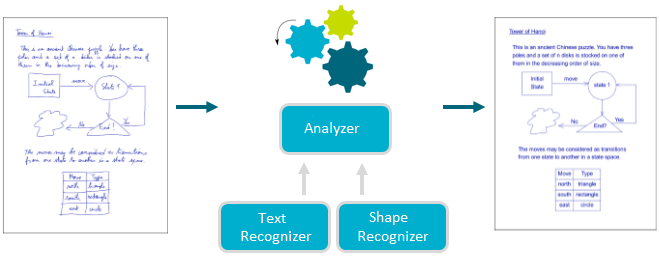 Tower of Hanoi
This is an ancient Chinese puzzle. You have three
poles and a set of n disks is stocked on one of
them in the decreasing order of size.
Initial
State
move
State 1
No
End!
Yes
The moves may be considered as transitions
from one state to another in a state space.
Move Type
north triangle
south rectangle
east circle
Analyzer
Text
Recognizer
Shape
Recognizer
Tower of Hanoi
This is an ancient Chinese puzzle. You have three
poles and a set of n disks is stocked on one of
them in the decreasing order of size.
Initial
State
move
state 1
No
End?
Yes
The moves may be considered as transitions
from one state to another in a state space.
Move Type
north triangle
south rectangle
east circle